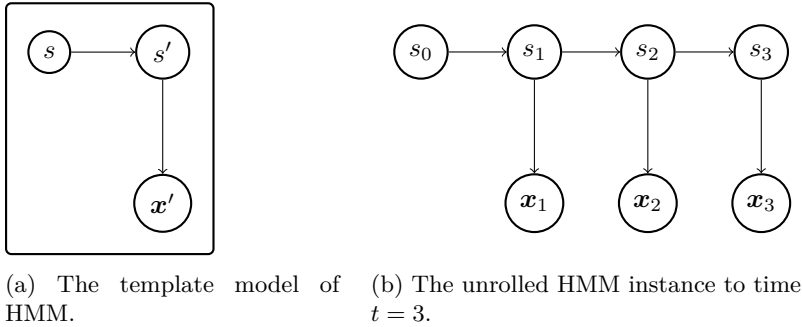 s s′ s₀ s₁ s₂ s₃
x′ x₁ x₂ x₃
(a) The template model of
HMM.
(b) The unrolled HMM instance to time
t = 3.